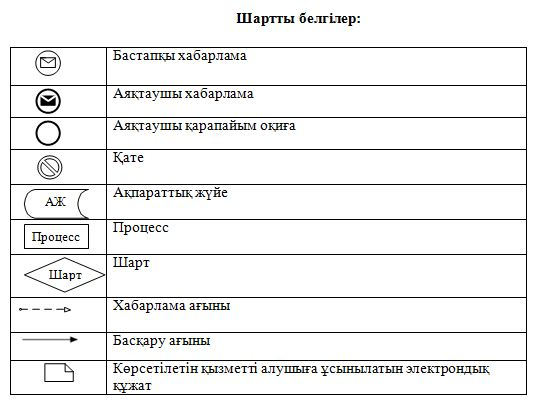 Шартты белгілер:
Бастапқы хабарлама
Аяқтаушы хабарлама
Аяқтаушы қарапайым оқиға
Қате
АЖ
Ақпараттық жүйе
Процесс
Процесс
Шарт
Шарт
Хабарлама ағыны
Басқару ағыны
Көрсетілетін қызметті алушыға ұсынылатын электрондық
құжат